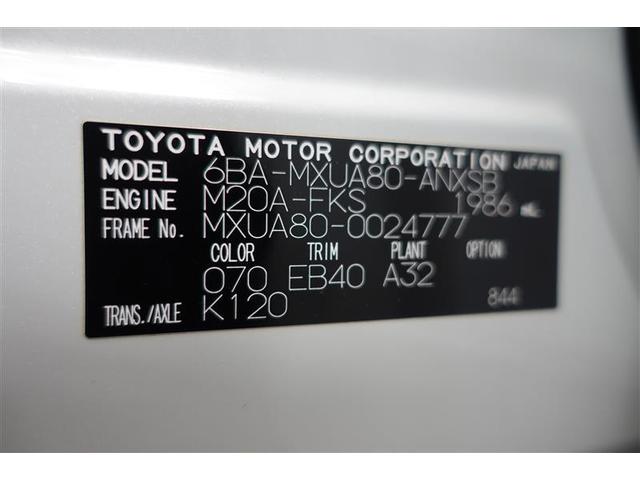 TOYOTA MOTOR CORPORATION JAPAN
MODEL 6BA-MXUA80-ANXSB
ENGINE M20A-FKS 1986 mL
FRAME No. MXUA80-0024777
COLOR TRIM PLANT OPTION
070 EB40 A32
TRANS./AXLE K120 844